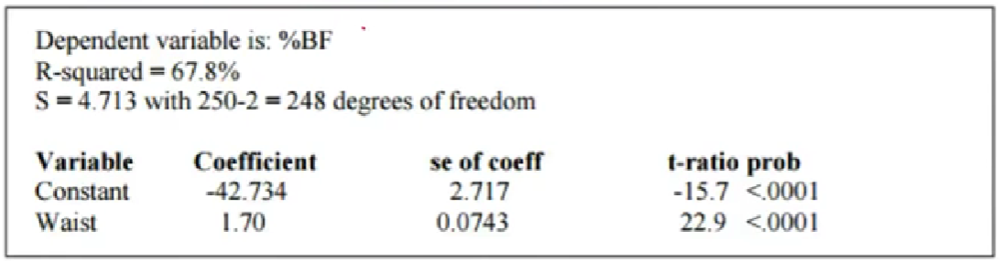 Dependent variable is: %BF
R-squared = 67.8%
S = 4.713 with 250-2 = 248 degrees of freedom
Variable Coefficient se of coeff t-ratio prob
Constant -42.734 2.717 -15.7 <.0001
Waist 1.70 0.0743 22.9 <.0001